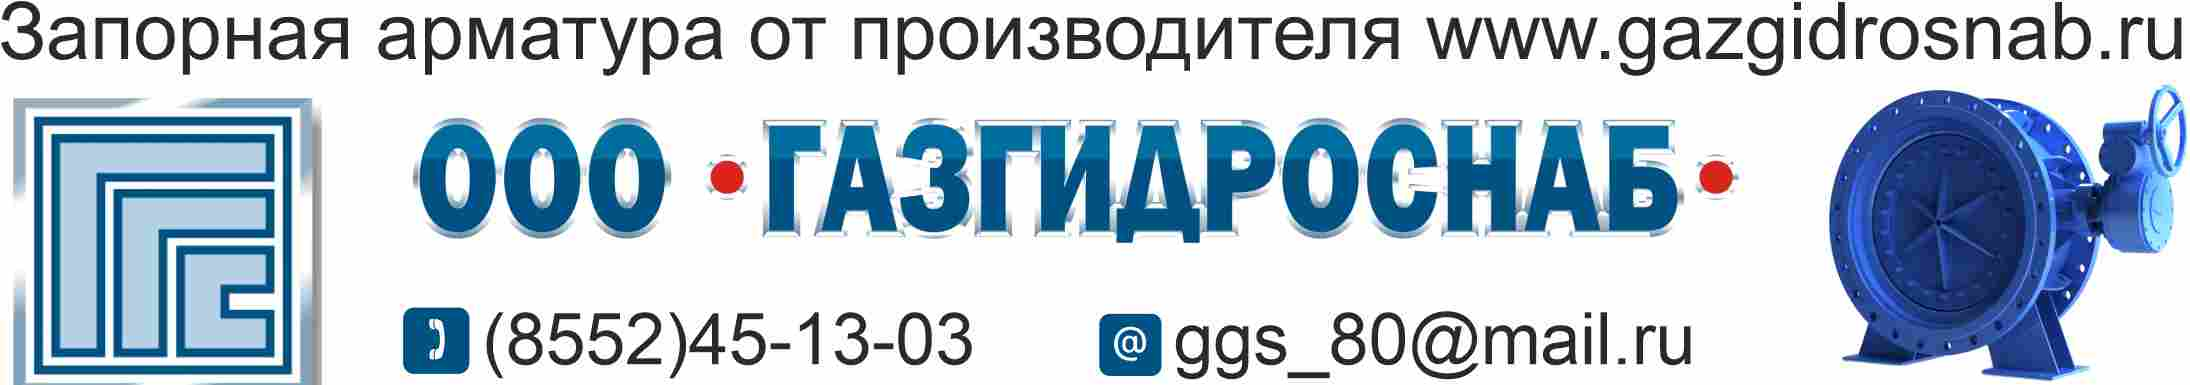 Запорная арматура от производителя www.gazgidrosnab.ru
ООО • ГАЗГИДРОСНАБ •
(8552)45-13-03 @ ggs_80@mail.ru